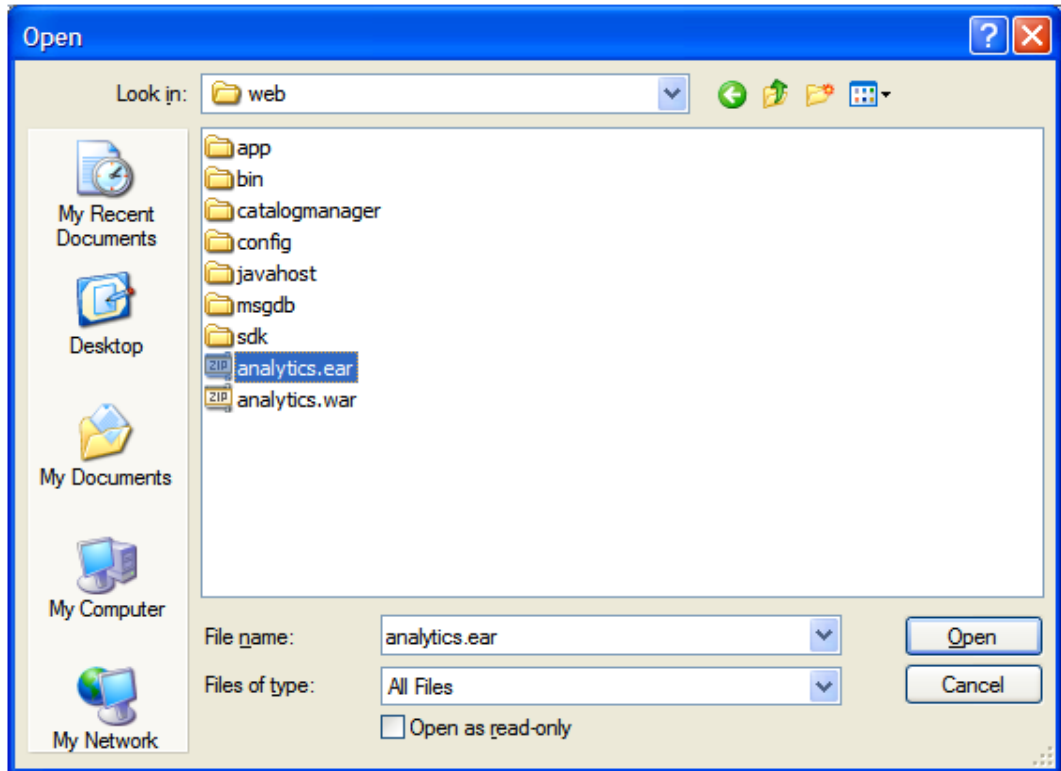 Open
Look in:
web
My Recent
Documents
Desktop
My Documents
My Computer
My Network
app
bin
catalogmanager
config
javahost
msgdb
sdk
ZIP analytics.ear
ZIP analytics.war
File name:
analytics.ear
Open
Files of type:
All Files
Cancel
Open as read-only